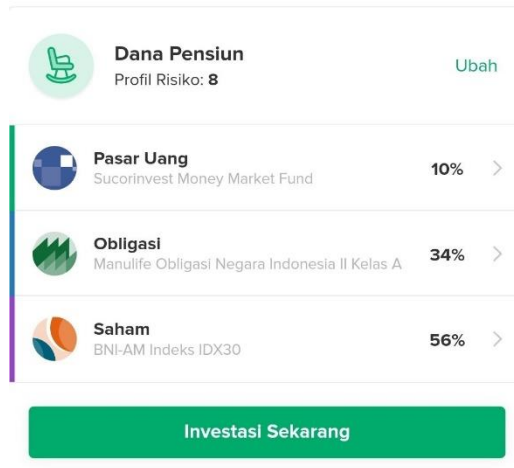 Dana Pensiun
Profil Risiko: 8
Ubah
Pasar Uang
Sucorinvest Money Market Fund
10%
Obligasi
Manulife Obligasi Negara Indonesia II Kelas A
34%
Saham
BNI-AM Indeks IDX30
56%
Investasi Sekarang